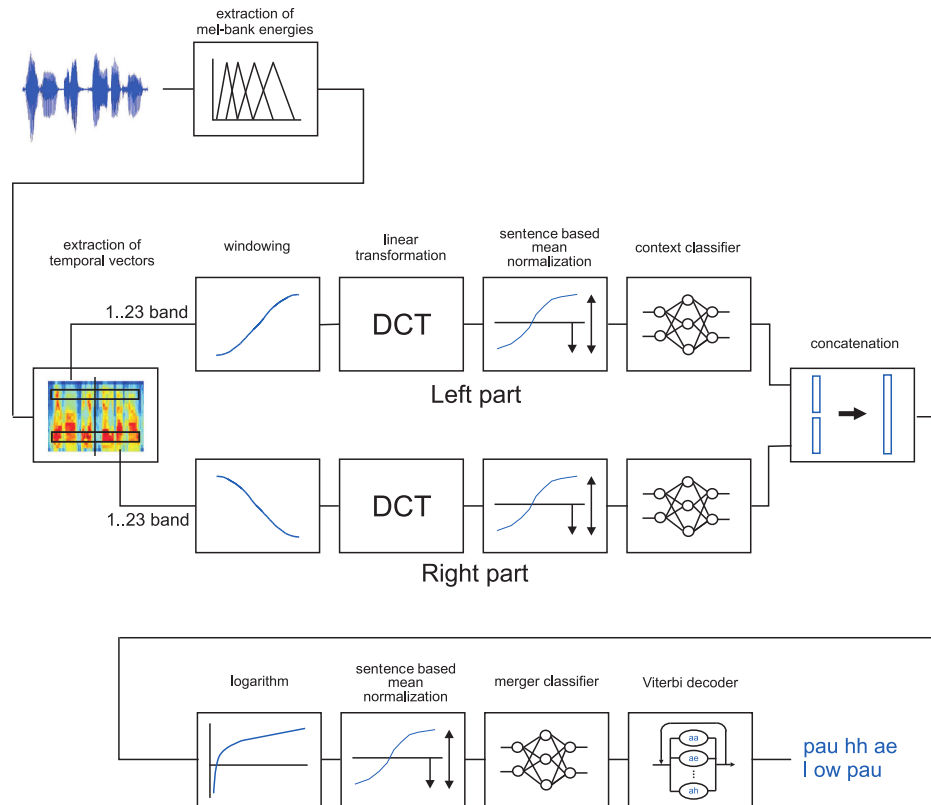 extraction of
mel-bank energies
extraction of
temporal vectors
windowing
linear
transformation
sentence based
mean
normalization
context classifier
1..23 band
DCT
concatenation
Left part
1..23 band
DCT
Right part
logarithm
sentence based
mean
normalization
merger classifier
Viterbi decoder
aa
ae
ah
pau hh ae
l ow pau